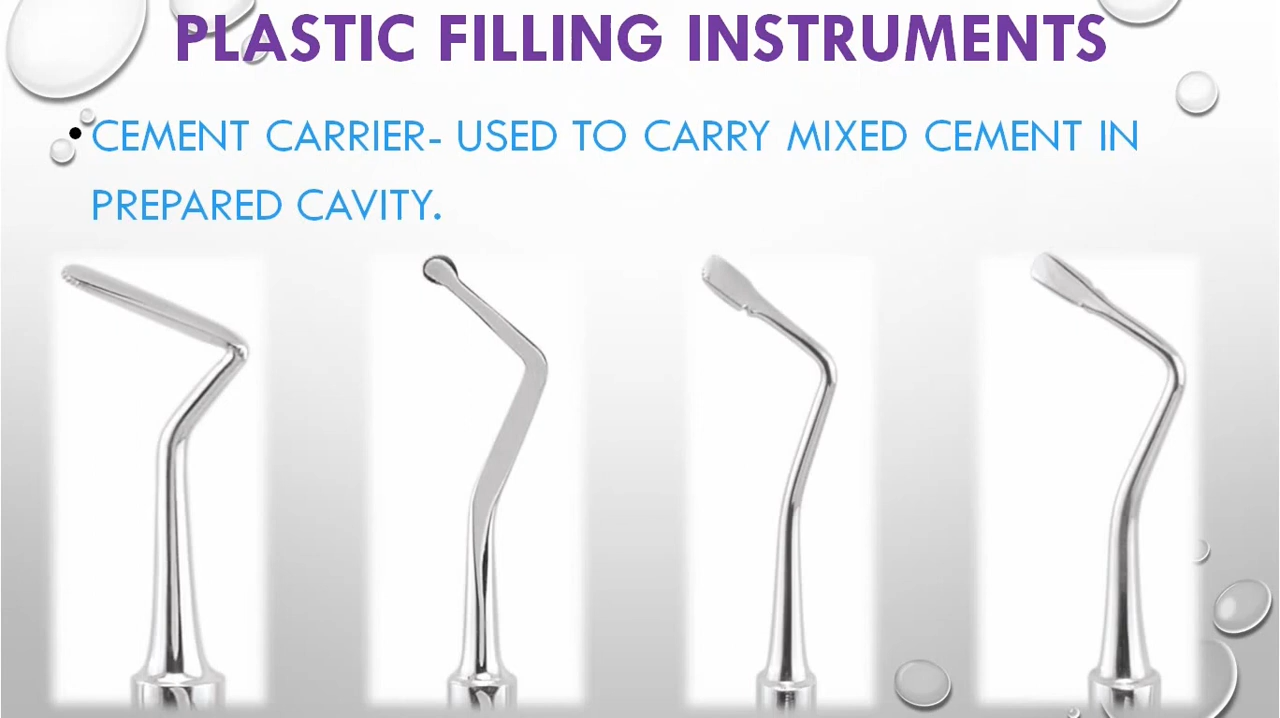 PLASTIC FILLING INSTRUMENTS
• CEMENT CARRIER- USED TO CARRY MIXED CEMENT IN
PREPARED CAVITY.